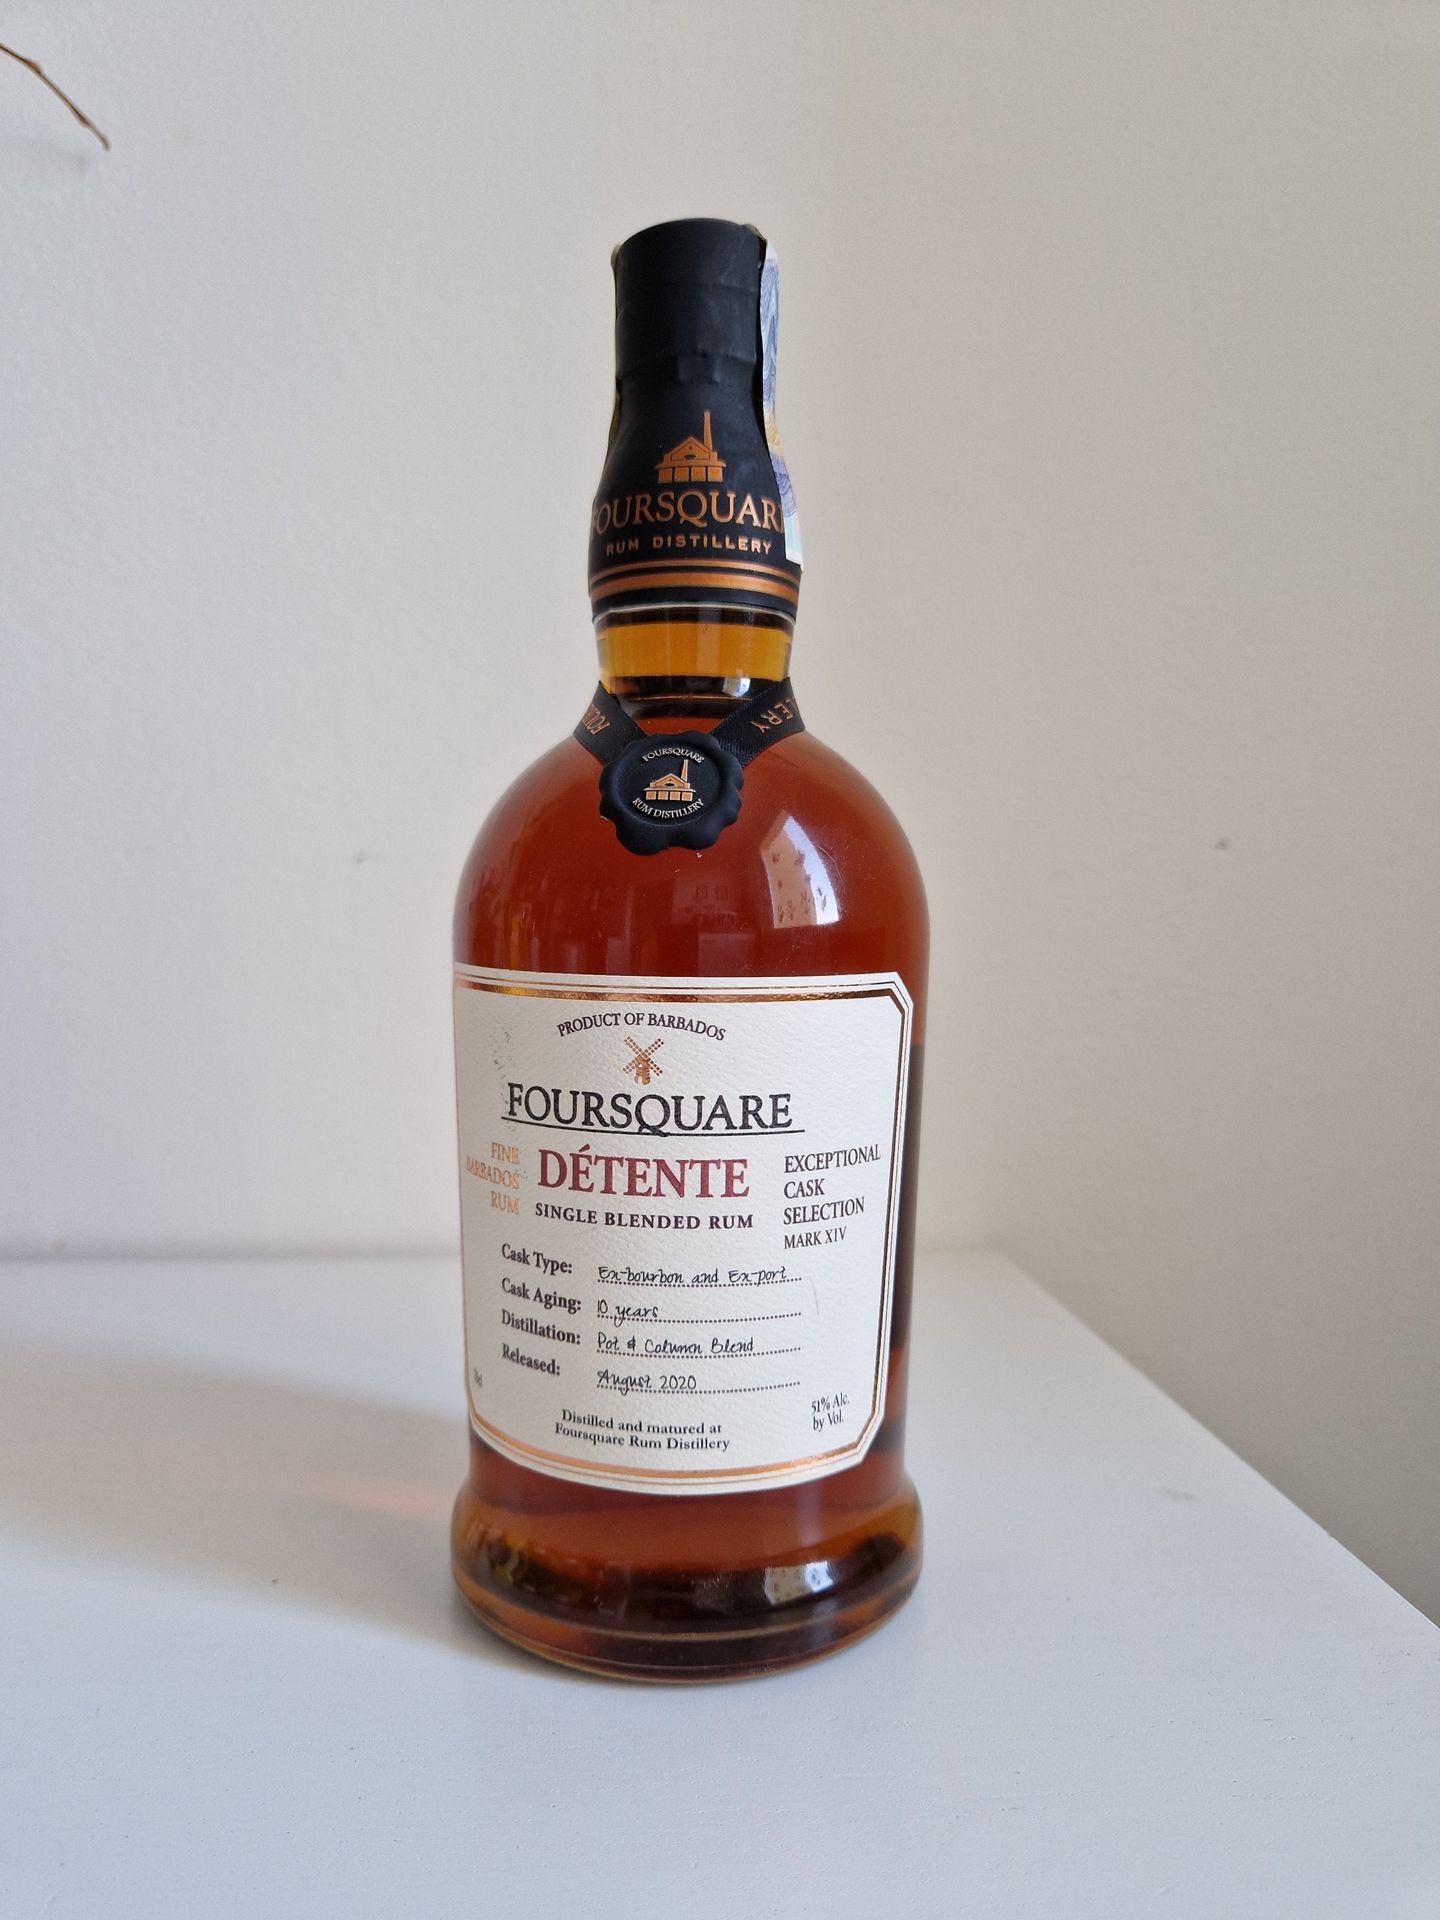 FOURSQUARE
RUM DISTILLERY
LLERY
FOURSQUARE
RUM DISTILLERY
PRODUCT OF BARBADOS
FOURSQUARE
FINE
BARBADOS
RUM
DÉTENTE
SINGLE BLENDED RUM
EXCEPTIONAL
CASK
SELECTION
MARK XIV
Cask Type: Ex-bourbon and Ex-port
Cask Aging: 10 years
Distillation: Pot & Column Blend
Released: August 2020
51% Alc.
by Vol.
Distilled and matured at
Foursquare Rum Distillery